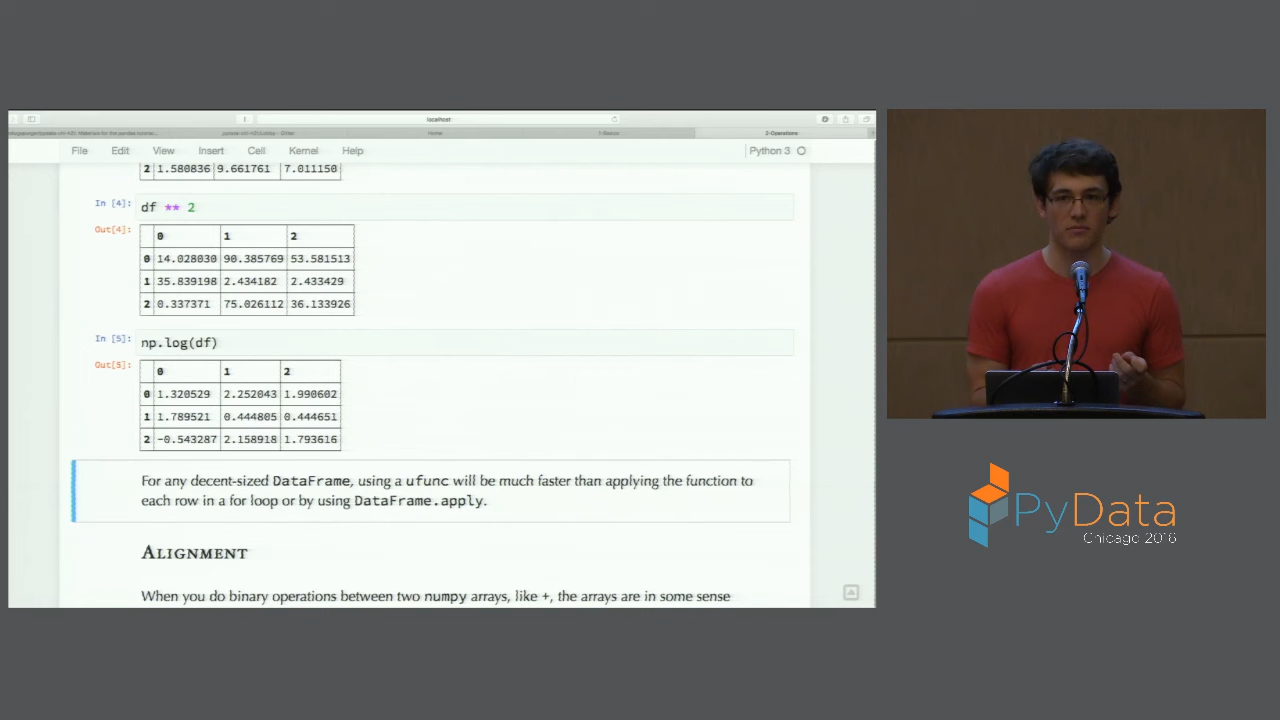 localhost
Home
1-Basics
2-Operations
File Edit View Insert Cell Kernel Help
Python 3
2 1.580836 9.661761 7.011150
In [4]: df ** 2
Out[4]:
0 1 2
0 14.028030 90.385769 53.581513
1 35.839198 2.434182 2.433429
2 0.337371 75.026112 36.133926
In [5]: np.log(df)
Out[5]:
0 1 2
0 1.320529 2.252043 1.990602
1 1.789521 0.444805 0.444651
2 -0.543287 2.158918 1.793616
For any decent-sized DataFrame, using a ufunc will be much faster than applying the function to
each row in a for loop or by using DataFrame.apply.
ALIGNMENT
When you do binary operations between two numpy arrays, like +, the arrays are in some sense
PyData
Chicago 2016